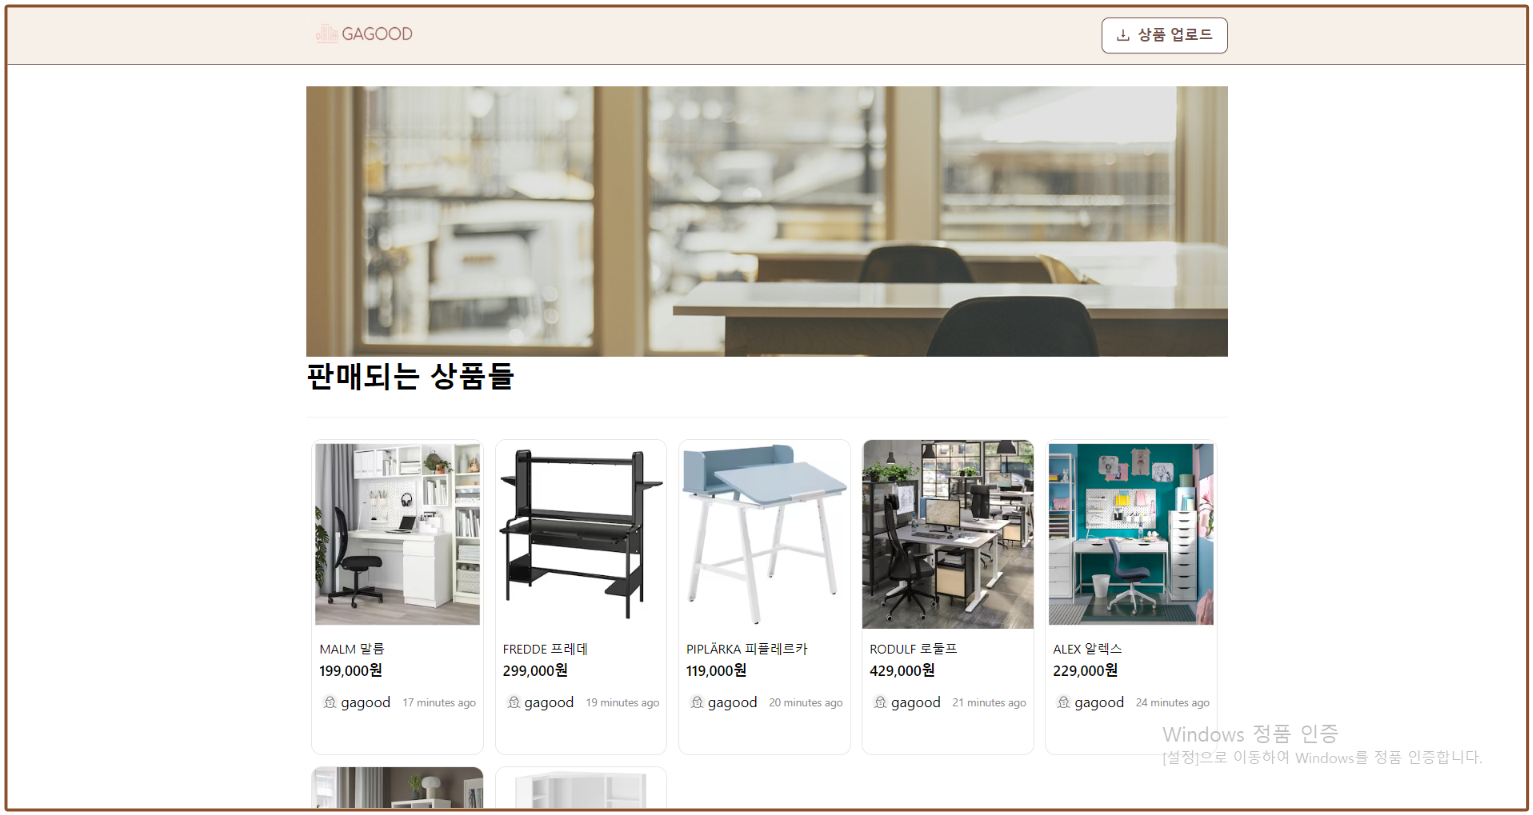 GAGOOD
상품 업로드
판매되는 상품들
MALM 말름
199,000원
gagood 17 minutes ago
FREDDE 프레데
299,000원
gagood 19 minutes ago
PIPLÄRKA 피플레르카
119,000원
gagood 20 minutes ago
RODULF 로둘프
429,000원
gagood 21 minutes ago
ALEX 알렉스
229,000원
gagood 24 minutes ago
Windows 정품 인증
[설정]으로 이동하여 Windows를 정품 인증합니다.